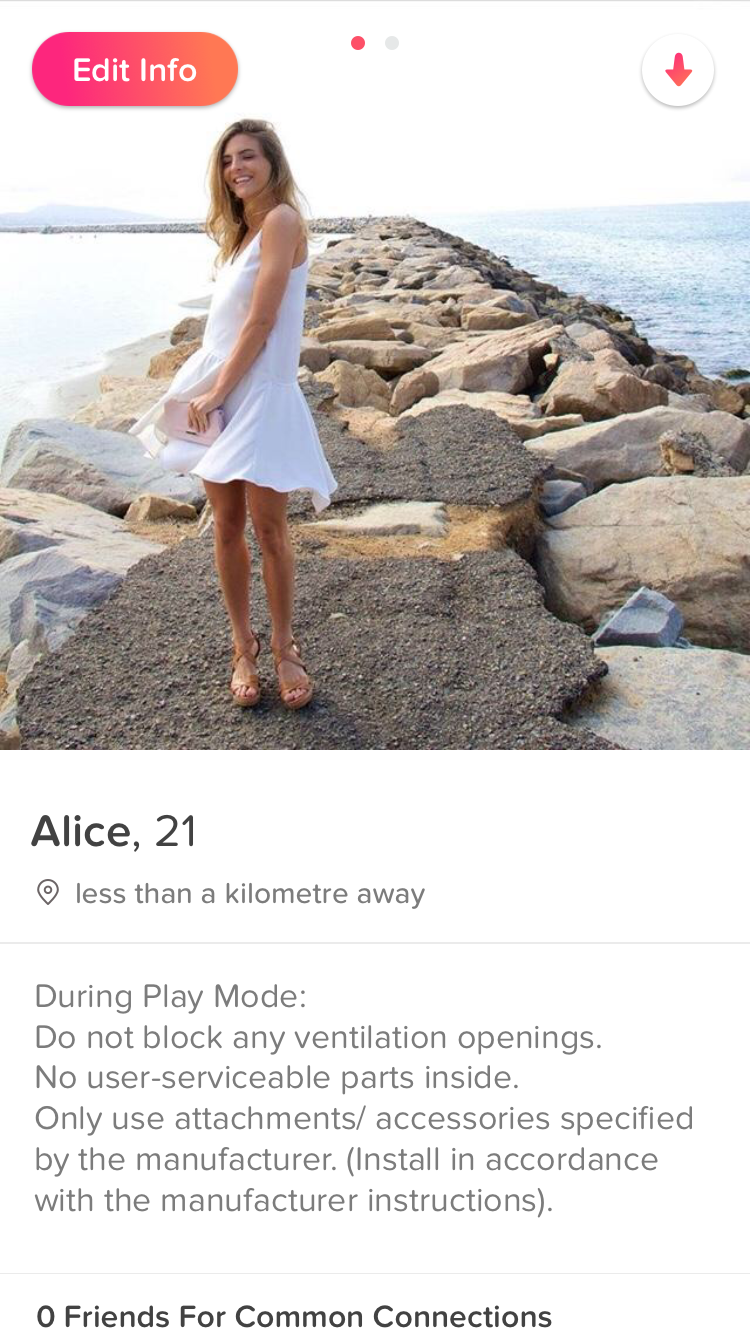 Edit Info
Alice, 21
less than a kilometre away
During Play Mode:
Do not block any ventilation openings.
No user-serviceable parts inside.
Only use attachments/ accessories specified
by the manufacturer. (Install in accordance
with the manufacturer instructions).
0 Friends For Common Connections